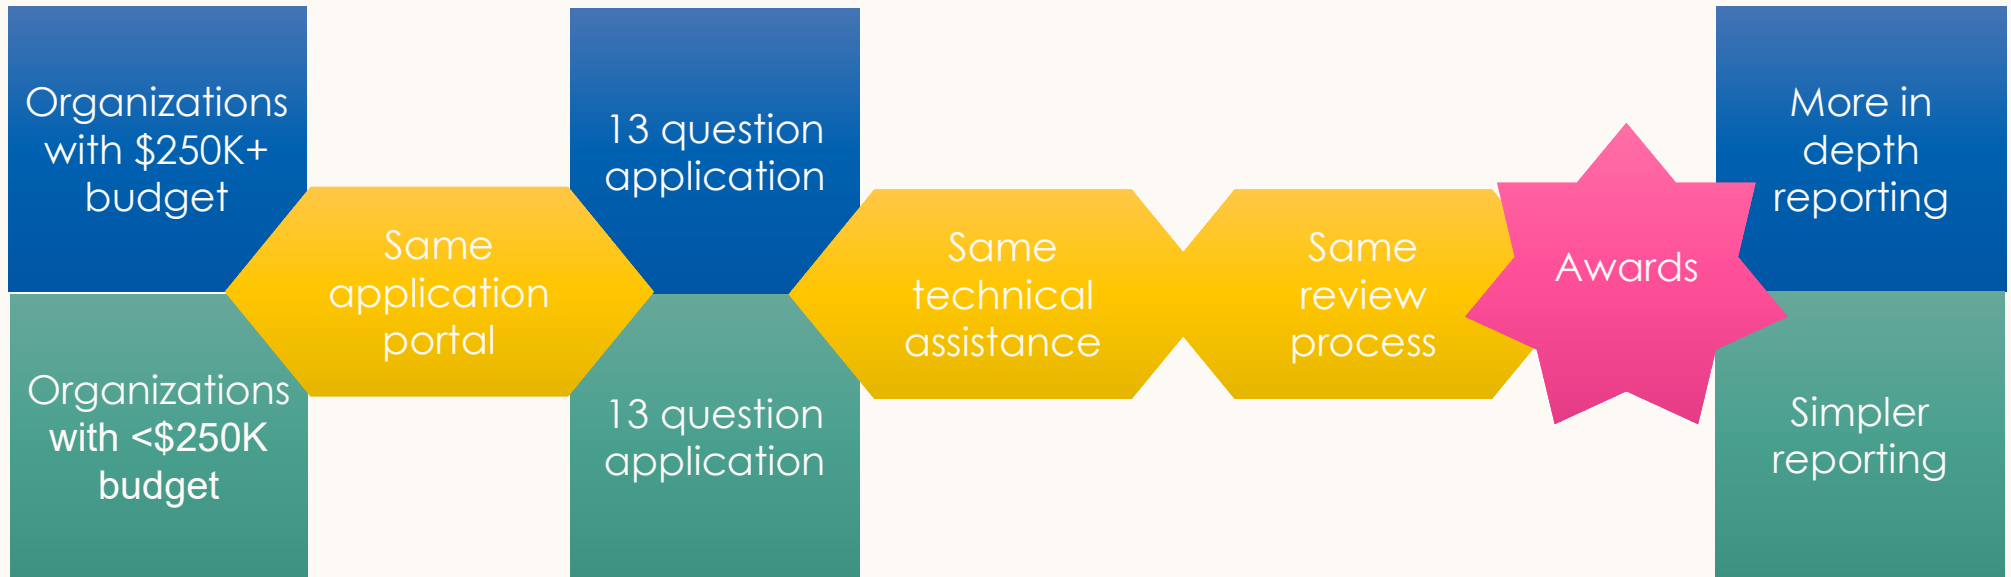 Organizations
with $250K+
budget
Organizations
with <$250K
budget
Same
application
portal
13 question
application
13 question
application
Same
technical
assistance
Same
review
process
Awards
More in
depth
reporting
Simpler
reporting